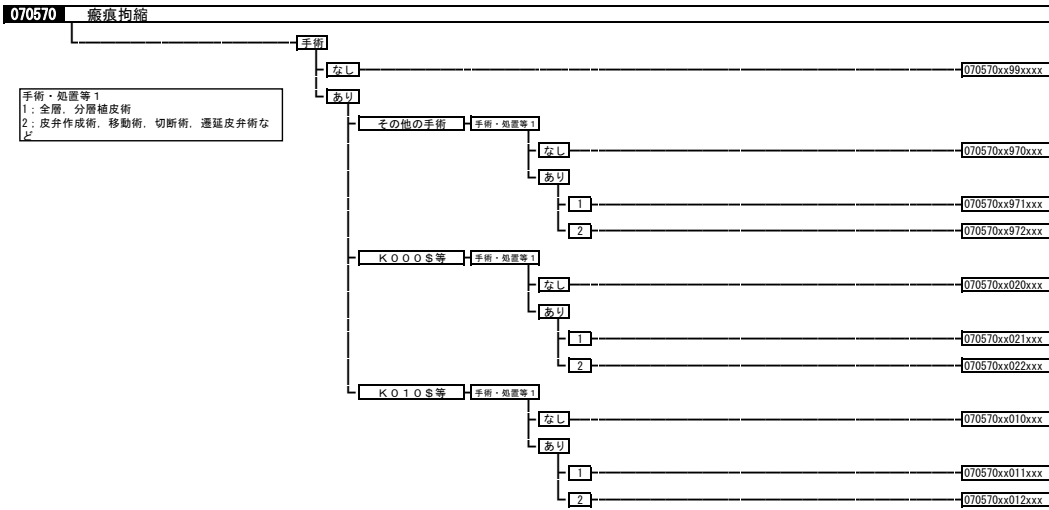 070570 瘢痕拘縮
手術
なし 070570xx99xxxx
手術・処置等1
1;全層,分層植皮術
2;皮弁作成術,移動術,切断術,遷延皮弁術な
ど
あり
その他の手術 手術・処置等1
なし 070570xx970xxx
あり
1 070570xx971xxx
2 070570xx972xxx
K000$等 手術・処置等1
なし 070570xx020xxx
あり
1 070570xx021xxx
2 070570xx022xxx
K010$等 手術・処置等1
なし 070570xx010xxx
あり
1 070570xx011xxx
2 070570xx012xxx